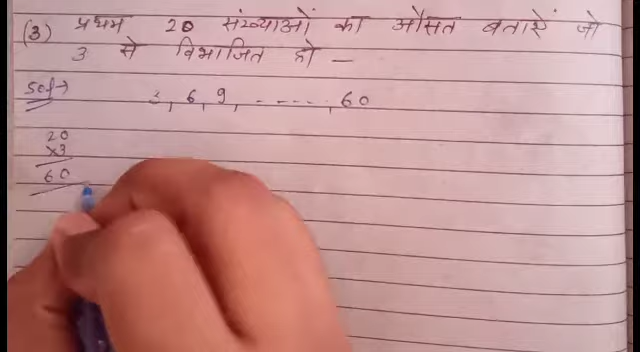 (3) प्रथम 20 संख्याओं का औसत बताऐं जो
3 से विभाजित हो —
Sol→
3, 6, 9, - - - - -, 60
20
×3
60